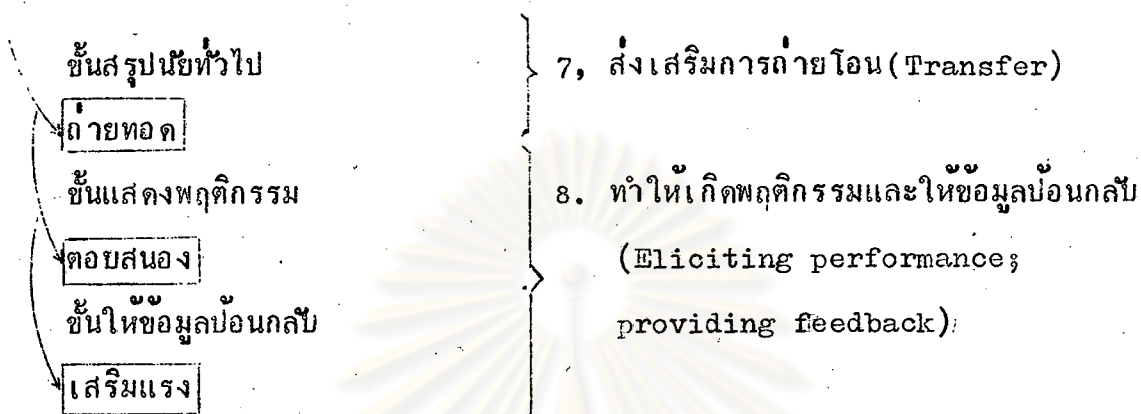 ขั้นสรุปนัยทั่วไป
7, ส่งเสริมการถ่ายโอน(Transfer)
ถ่ายทอด
ขั้นแสดงพฤติกรรม
8. ทำให้เกิดพฤติกรรมและให้ข้อมูลป้อนกลับ
ตอบสนอง
(Eliciting performance;
ขั้นให้ข้อมูลป้อนกลับ
providing feedback)
เสริมแรง